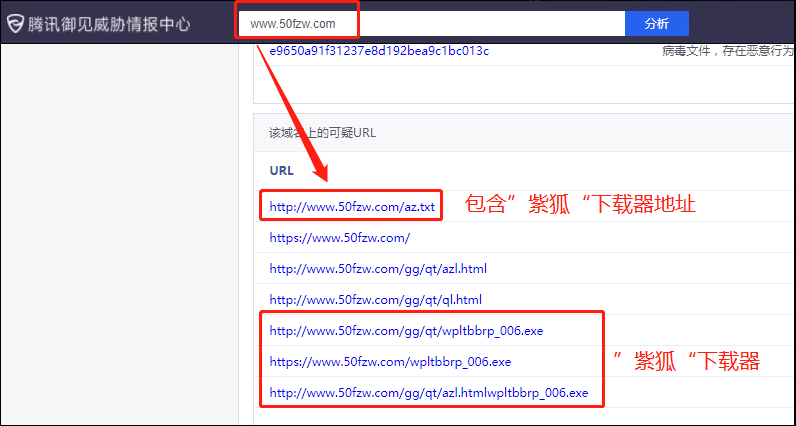 腾讯御见威胁情报中心
www.50fzw.com
分析
e9650a91f31237e8d192bea9c1bc013c
病毒文件，存在恶意行为
该域名上的可疑URL
URL
http://www.50fzw.com/az.txt
包含”紫狐“下载器地址
https://www.50fzw.com/
http://www.50fzw.com/gg/qt/azl.html
http://www.50fzw.com/gg/qt/ql.html
http://www.50fzw.com/gg/qt/wpltbbrp_006.exe
https://www.50fzw.com/wpltbbrp_006.exe
”紫狐“下载器
http://www.50fzw.com/gg/qt/azl.htmlwpltbbrp_006.exe